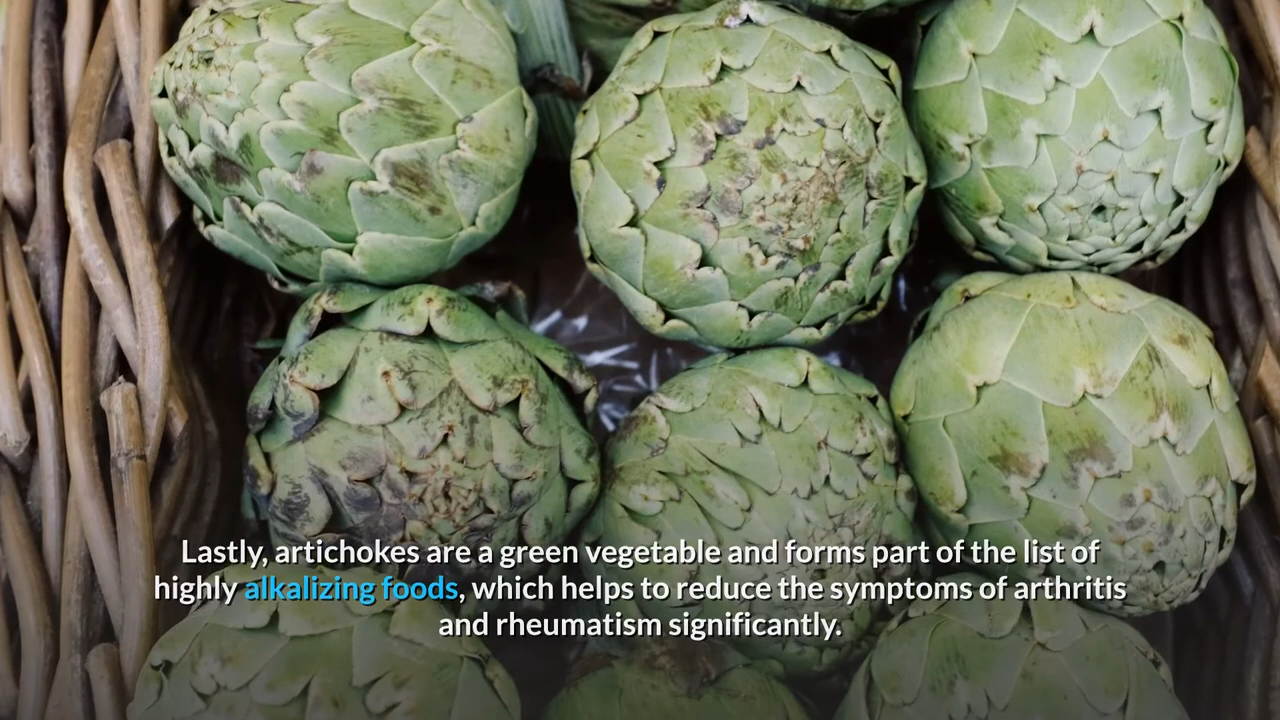 Lastly, artichokes are a green vegetable and forms part of the list of
highly alkalizing foods, which helps to reduce the symptoms of arthritis
and rheumatism significantly.